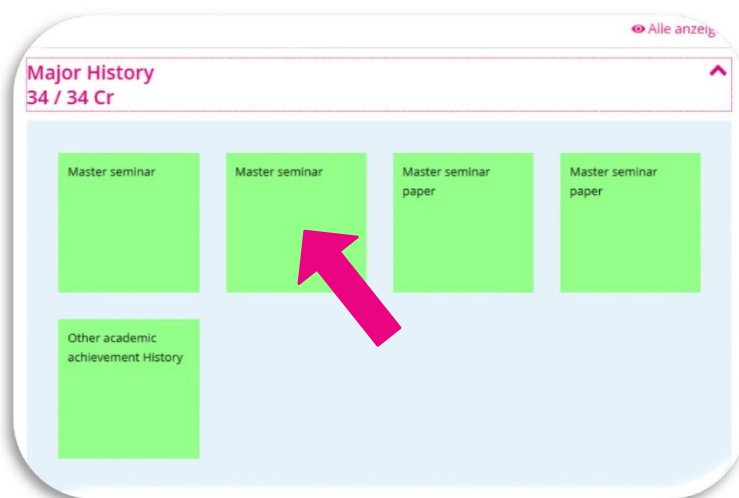 Alle anzeig
Major History
34 / 34 Cr
Master seminar
Master seminar
Master seminar
paper
Master seminar
paper
Other academic
achievement History